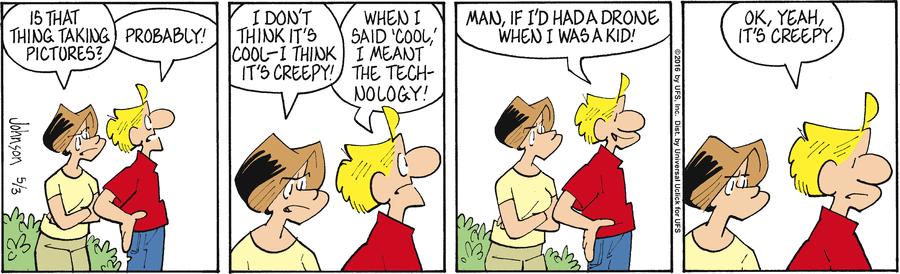 IS THAT
THING TAKING
PICTURES?
PROBABLY!
Johnson 5/3
I DON'T
THINK IT'S
COOL—I THINK
IT'S CREEPY!
WHEN I
SAID 'COOL,'
I MEANT
THE TECH-
NOLOGY!
MAN, IF I'D HAD A DRONE
WHEN I WAS A KID!
©2016 by UFS, Inc. Dist. by Universal Uclick for UFS
OK, YEAH,
IT'S CREEPY.